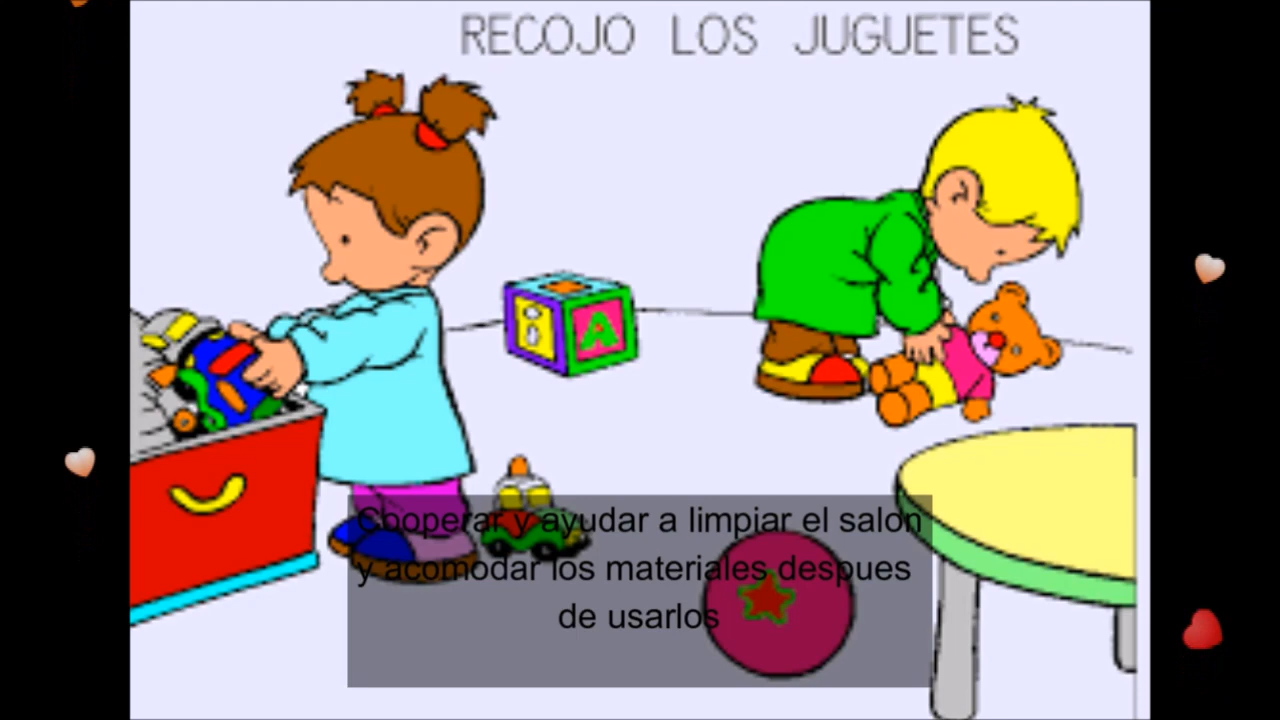 RECOJO LOS JUGUETES
B A
Cooperar y ayudar a limpiar el salon
y acomodar los materiales despues
de usarlos